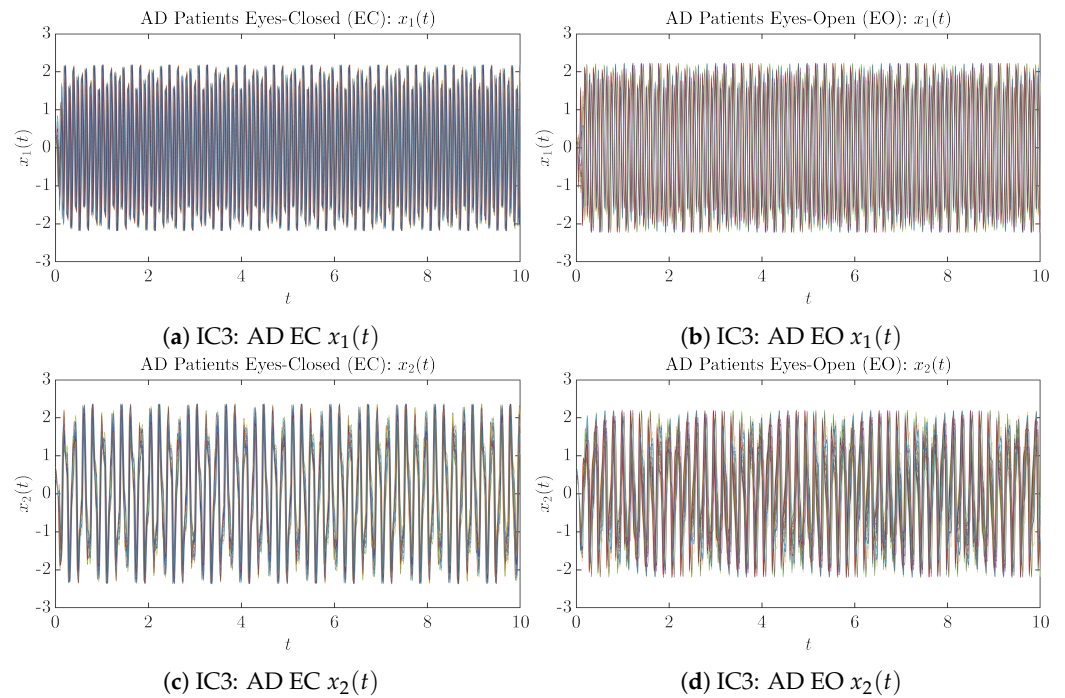 AD Patients Eyes-Closed (EC): x₁(t)
3
2
1
0
-1
-2
-3
x₁(t)
0 2 4 6 8 10
t
(a) IC3: AD EC x₁(t)
AD Patients Eyes-Open (EO): x₁(t)
3
2
1
0
-1
-2
-3
x₁(t)
0 2 4 6 8 10
t
(b) IC3: AD EO x₁(t)
AD Patients Eyes-Closed (EC): x₂(t)
3
2
1
0
-1
-2
-3
x₂(t)
0 2 4 6 8 10
t
(c) IC3: AD EC x₂(t)
AD Patients Eyes-Open (EO): x₂(t)
3
2
1
0
-1
-2
-3
x₂(t)
0 2 4 6 8 10
t
(d) IC3: AD EO x₂(t)